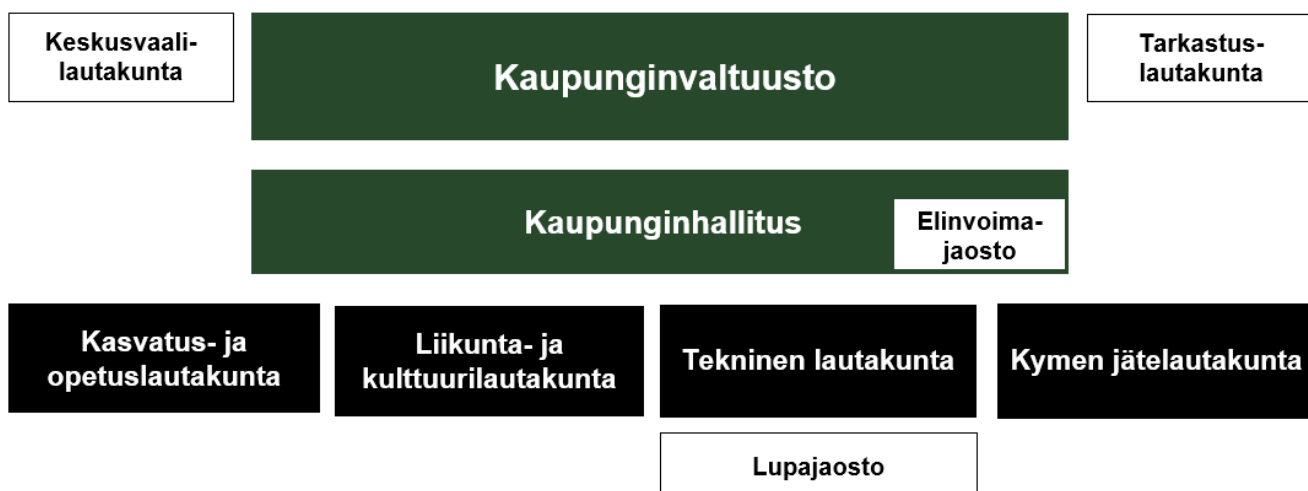 Keskusvaali-
lautakunta
Kaupunginvaltuusto
Tarkastus-
lautakunta
Kaupunginhallitus
Elinvoima-
jaosto
Kasvatus- ja
opetuslautakunta
Liikunta- ja
kulttuurilautakunta
Tekninen lautakunta
Kymen jätelautakunta
Lupajaosto